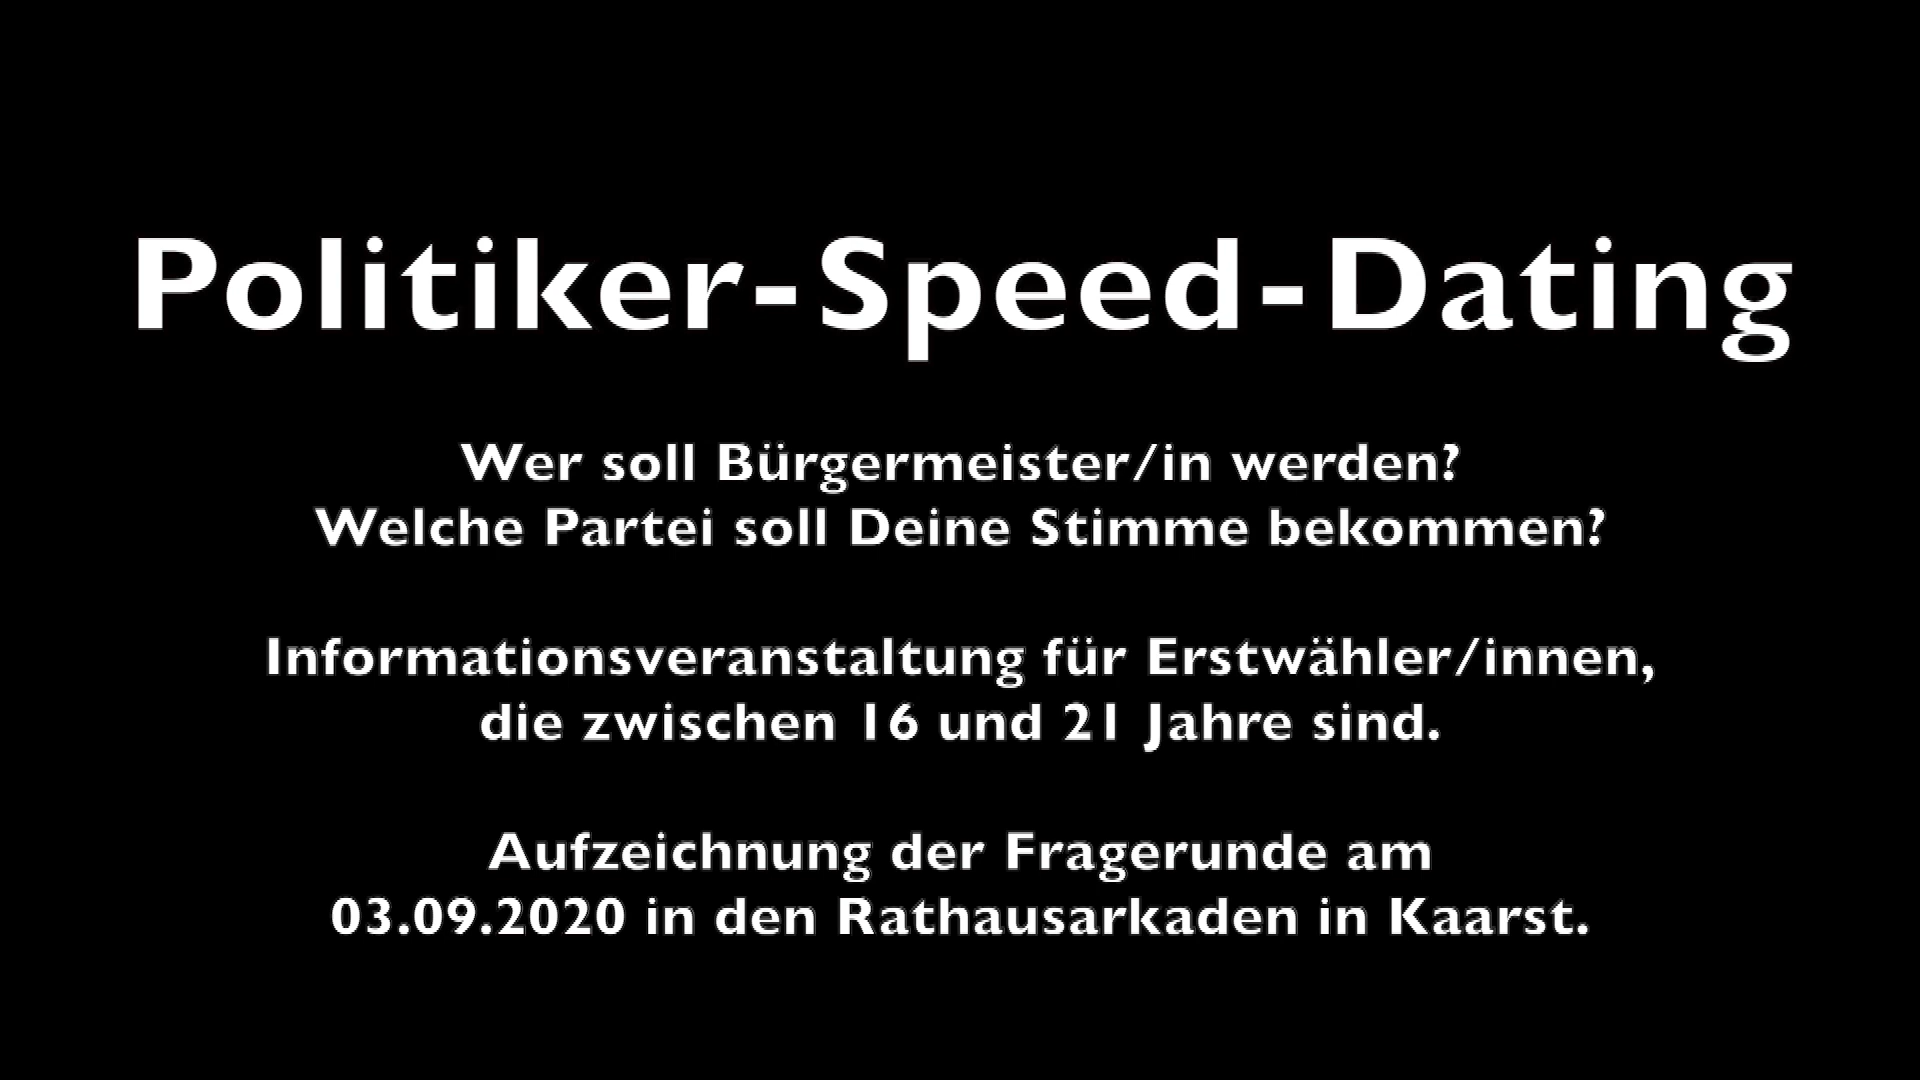 Politiker-Speed-Dating
Wer soll Bürgermeister/in werden?
Welche Partei soll Deine Stimme bekommen?
Informationsveranstaltung für Erstwähler/innen,
die zwischen 16 und 21 Jahre sind.
Aufzeichnung der Fragerunde am
03.09.2020 in den Rathausarkaden in Kaarst.